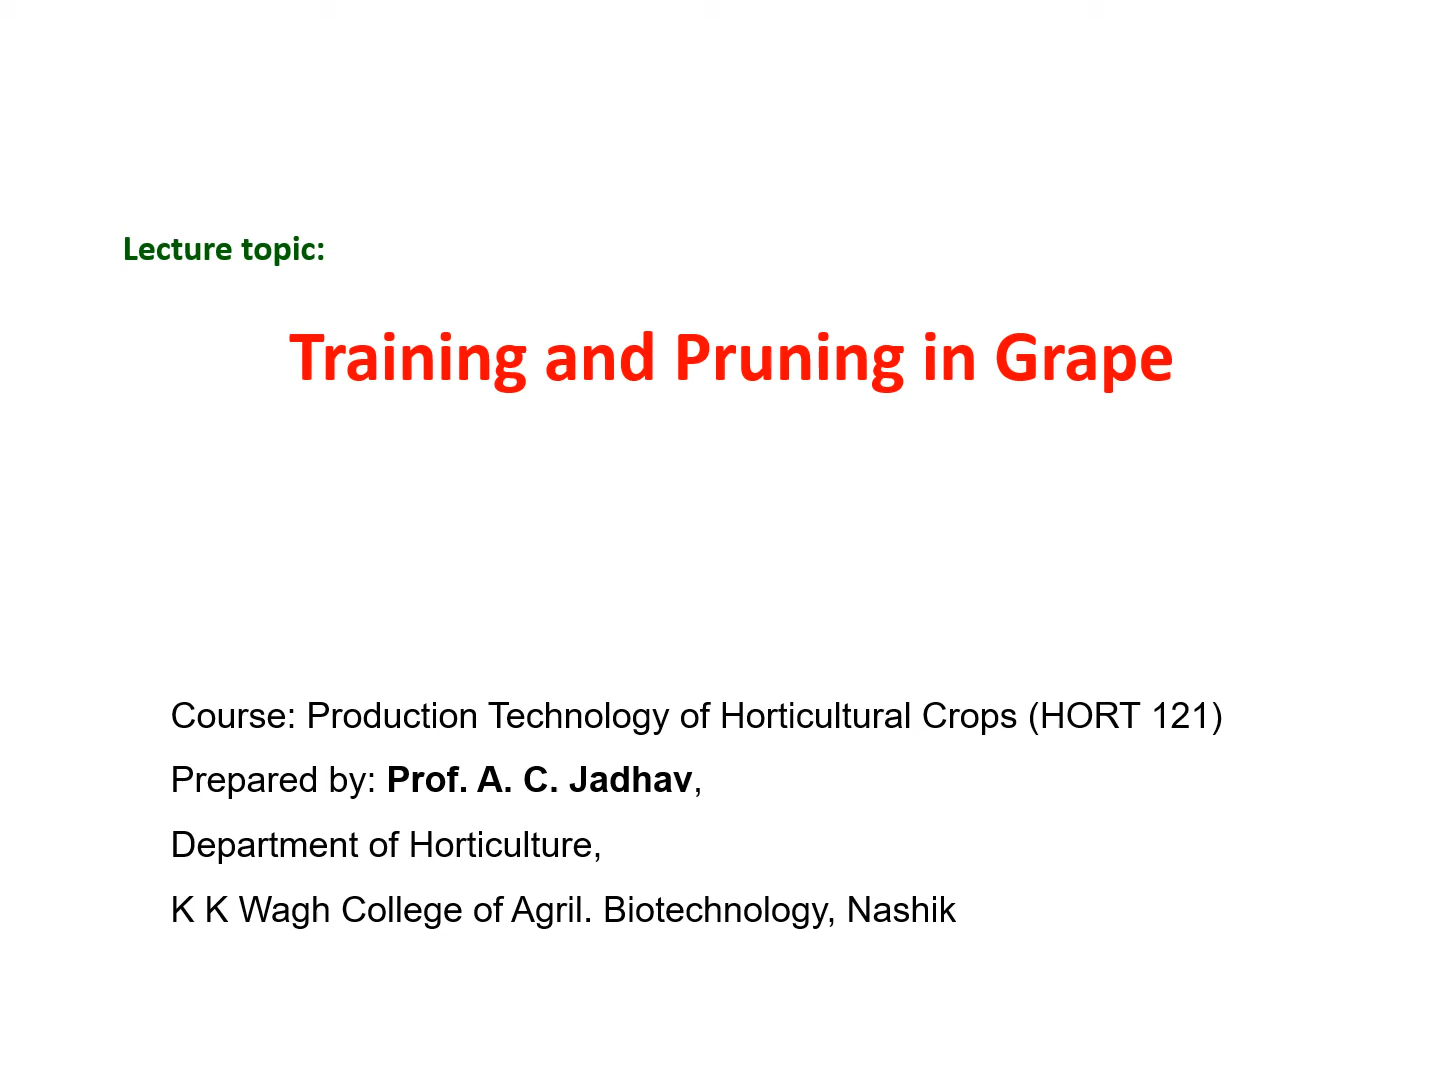 Lecture topic:
Training and Pruning in Grape
Course: Production Technology of Horticultural Crops (HORT 121)
Prepared by: Prof. A. C. Jadhav,
Department of Horticulture,
K K Wagh College of Agril. Biotechnology, Nashik